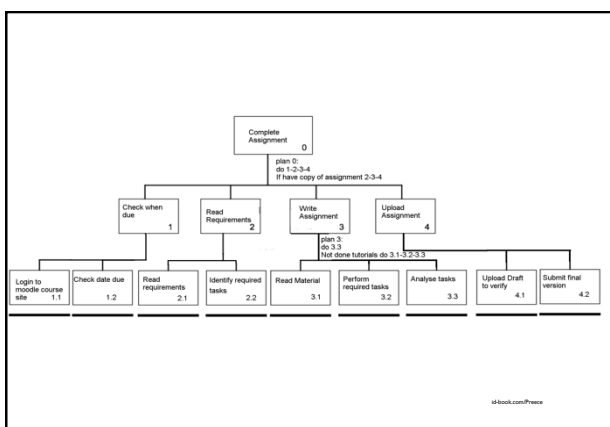 Complete
Assignment
0
plan 0:
do 1-2-3-4
If have copy of assignment 2-3-4
Check when
due
1
Read
Requirements
2
Write
Assignment
3
Upload
Assignment
4
plan 3:
do 3.3
Not done tutorials do 3.1-3.2-3.3
Login to
moodle course
site
1.1
Check date due
1.2
Read
requirements
2.1
Identify required
tasks
2.2
Read Material
3.1
Perform
required tasks
3.2
Analyse tasks
3.3
Upload Draft
to verify
4.1
Submit final
version
4.2
id-book.com/Preece